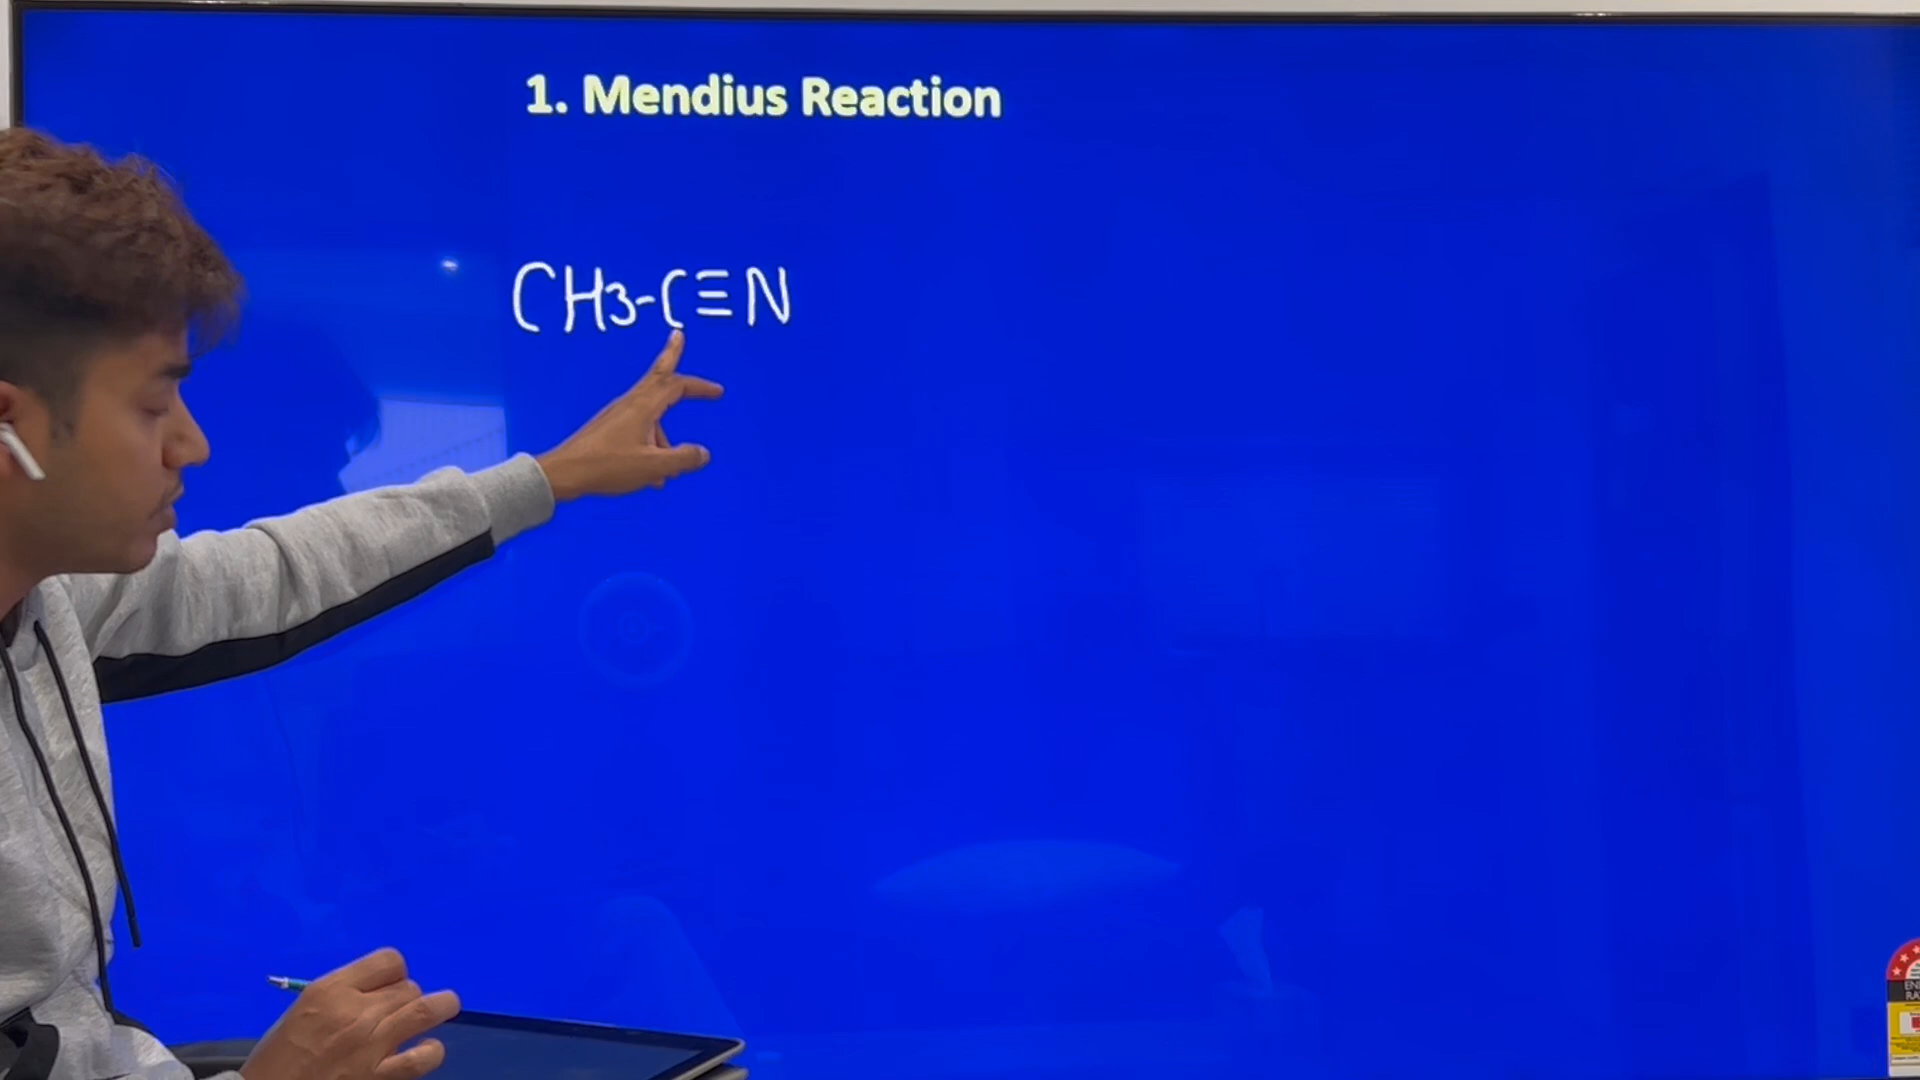 1. Mendius Reaction
CH3-C≡N